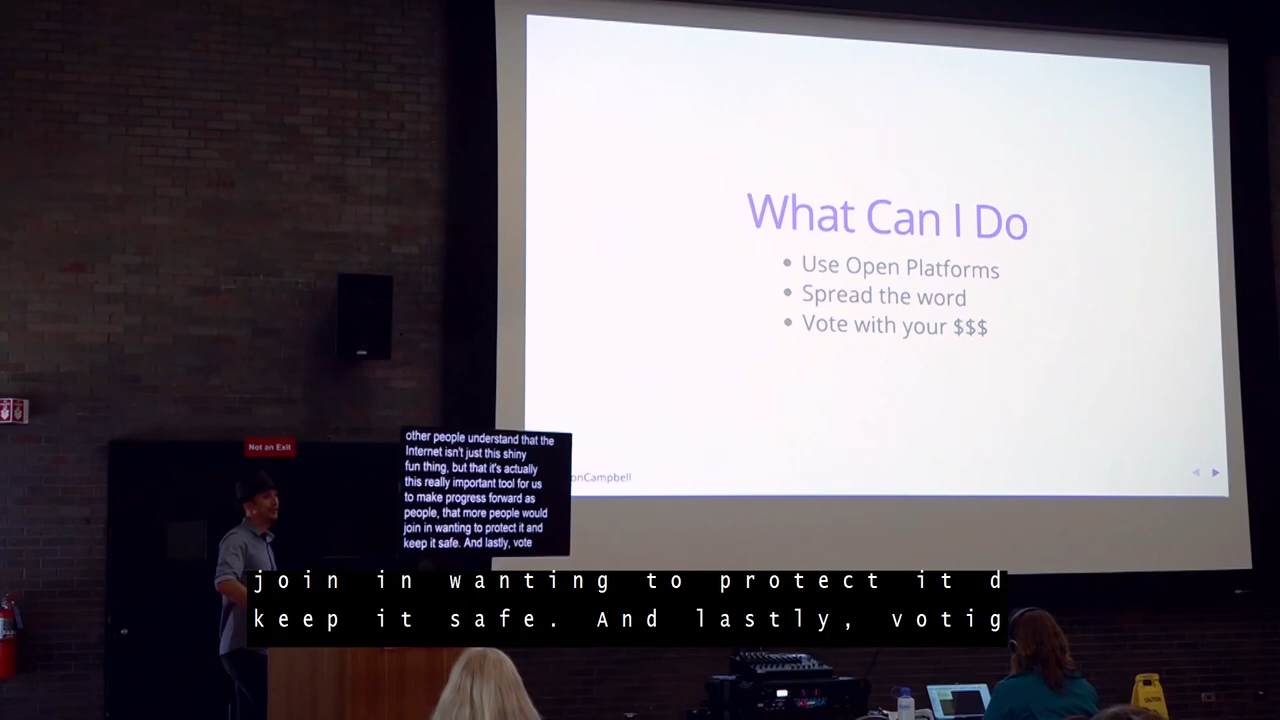 What Can I Do
• Use Open Platforms
• Spread the word
• Vote with your $$$
onCampbell
Not an Exit
other people understand that the
Internet isn't just this shiny
fun thing, but that it's actually
this really important tool for us
to make progress forward as
people, that more people would
join in wanting to protect it and
keep it safe. And lastly, vote
join in wanting to protect it d
keep it safe. And lastly, votig
CAUTION